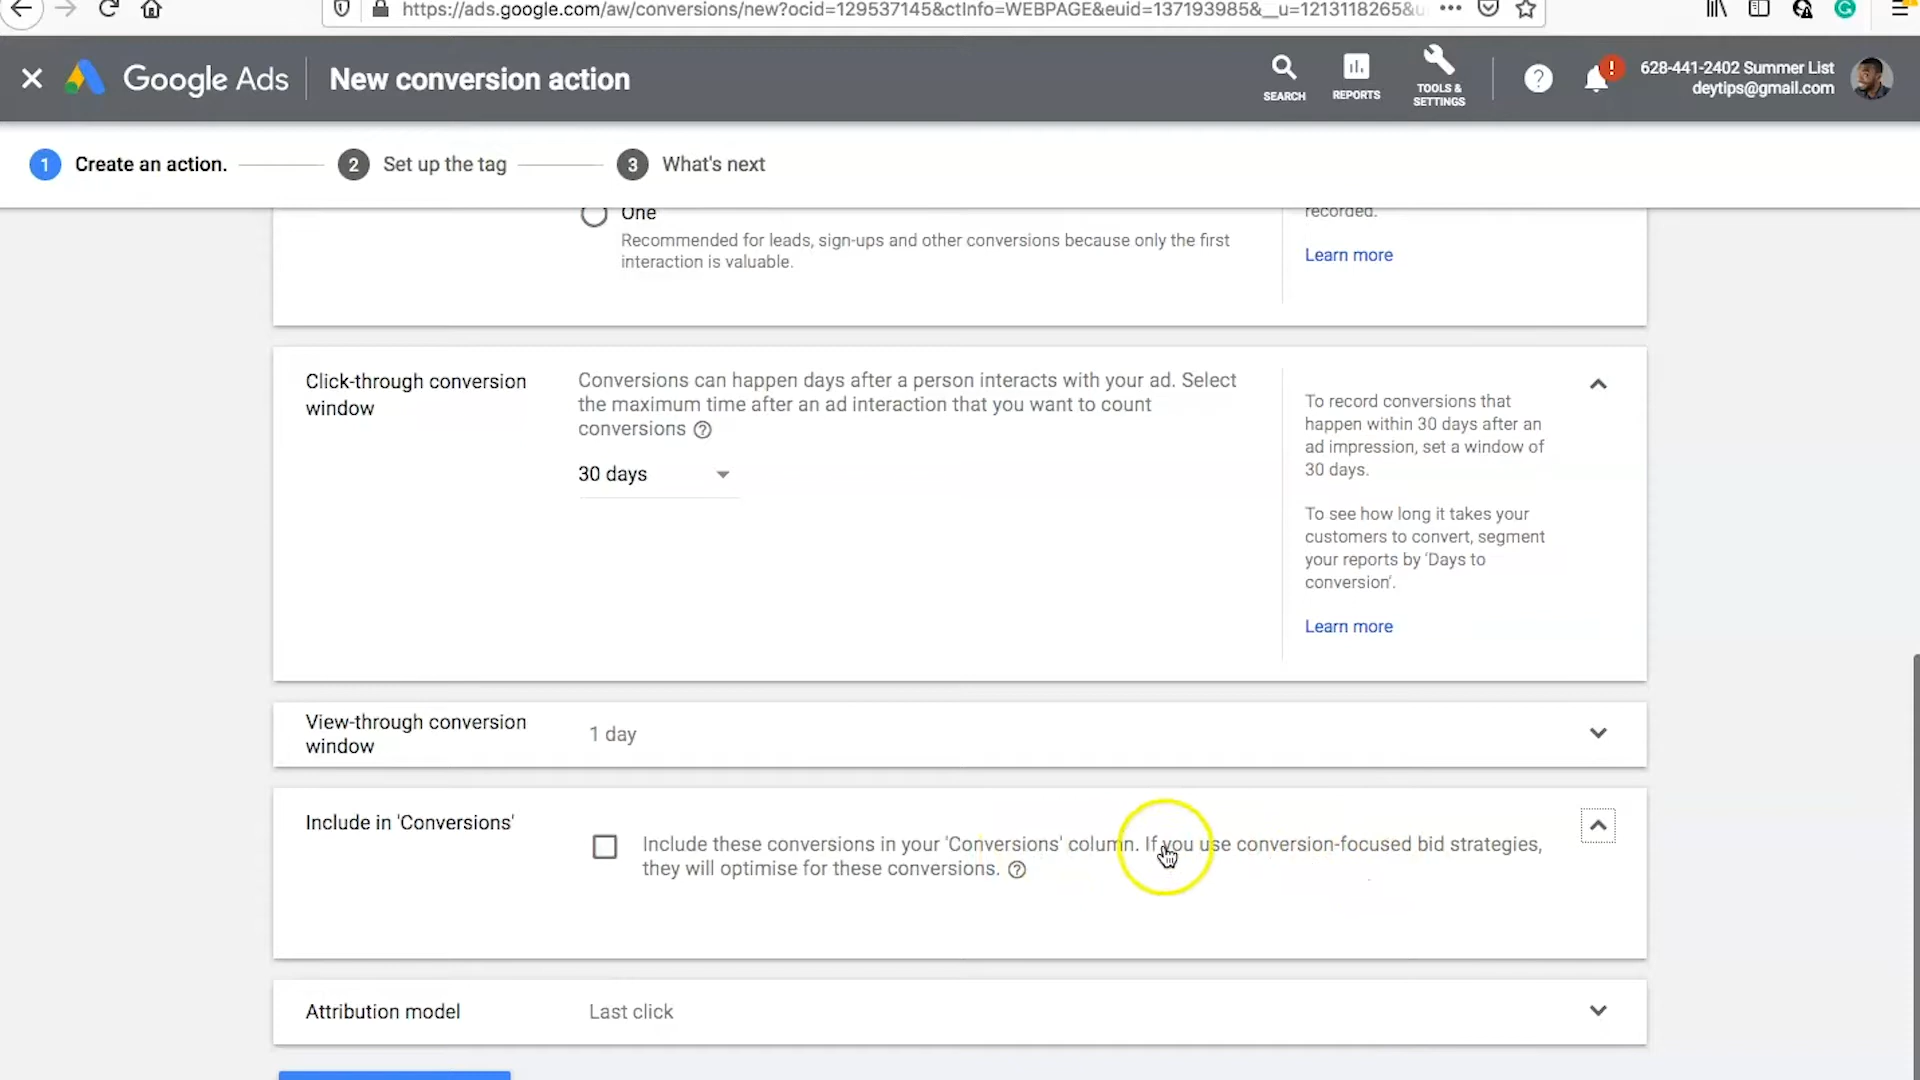 https://ads.google.com/aw/conversions/new?ocid=129537145&ctInfo=WEBPAGE&euid=137193985&__u=1213118265&u
Google Ads
New conversion action
SEARCH
REPORTS
TOOLS &
SETTINGS
628-441-2402 Summer List
deytips@gmail.com
1 Create an action.
2 Set up the tag
3 What's next
One
Recommended for leads, sign-ups and other conversions because only the first
interaction is valuable.
recorded.
Learn more
Click-through conversion
window
Conversions can happen days after a person interacts with your ad. Select
the maximum time after an ad interaction that you want to count
conversions ?
30 days
To record conversions that
happen within 30 days after an
ad impression, set a window of
30 days.
To see how long it takes your
customers to convert, segment
your reports by 'Days to
conversion'.
Learn more
View-through conversion
window
1 day
Include in 'Conversions'
Include these conversions in your 'Conversions' column. If you use conversion-focused bid strategies,
they will optimise for these conversions. ?
Attribution model
Last click